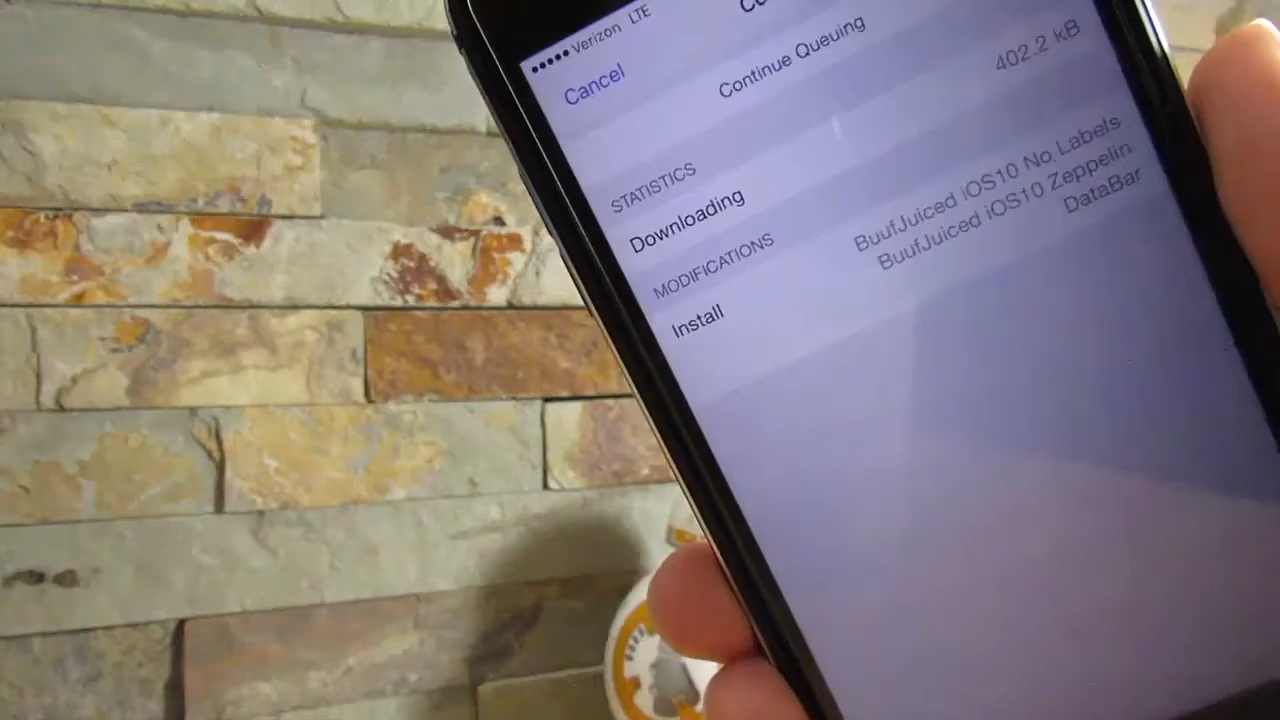 Verizon LTE
Cancel
Continue Queuing
STATISTICS
Downloading 402.2 kB
MODIFICATIONS
Install BuufJuiced iOS10 No Labels
BuufJuiced iOS10 Zeppelin
DataBar